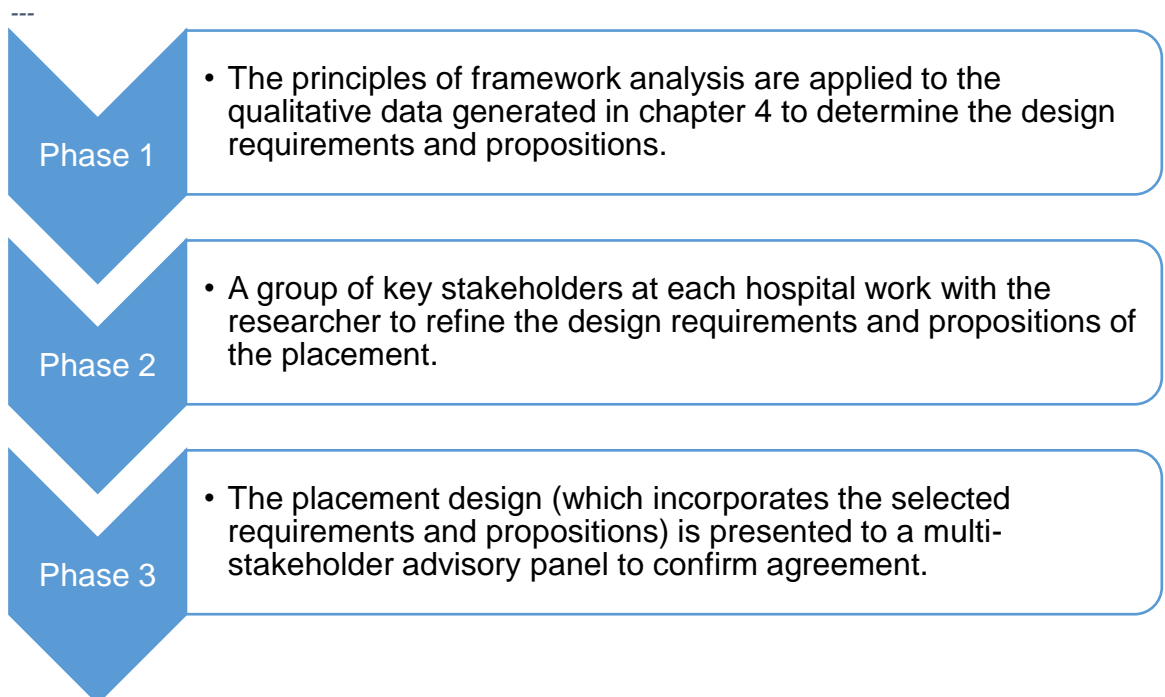 ---
Phase 1
• The principles of framework analysis are applied to the
qualitative data generated in chapter 4 to determine the design
requirements and propositions.
Phase 2
• A group of key stakeholders at each hospital work with the
researcher to refine the design requirements and propositions of
the placement.
Phase 3
• The placement design (which incorporates the selected
requirements and propositions) is presented to a multi-
stakeholder advisory panel to confirm agreement.